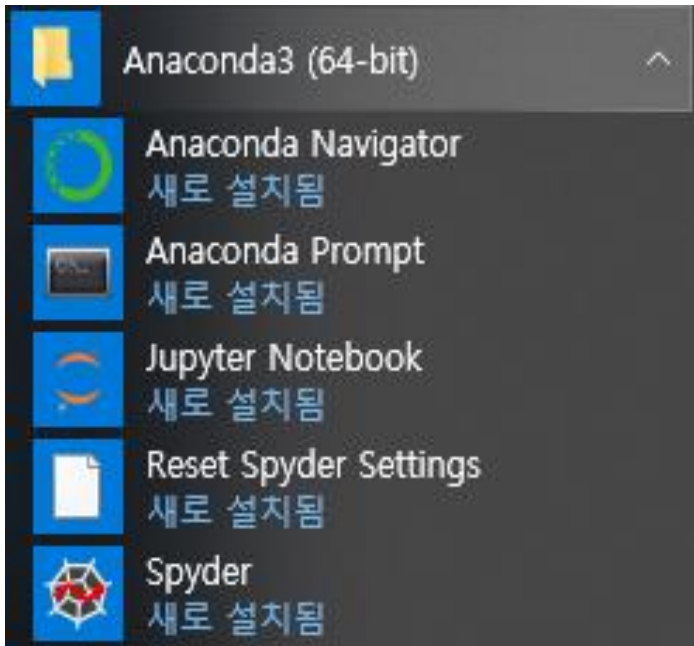 Anaconda3 (64-bit)
Anaconda Navigator
새로 설치됨
Anaconda Prompt
새로 설치됨
Jupyter Notebook
새로 설치됨
Reset Spyder Settings
새로 설치됨
Spyder
새로 설치됨